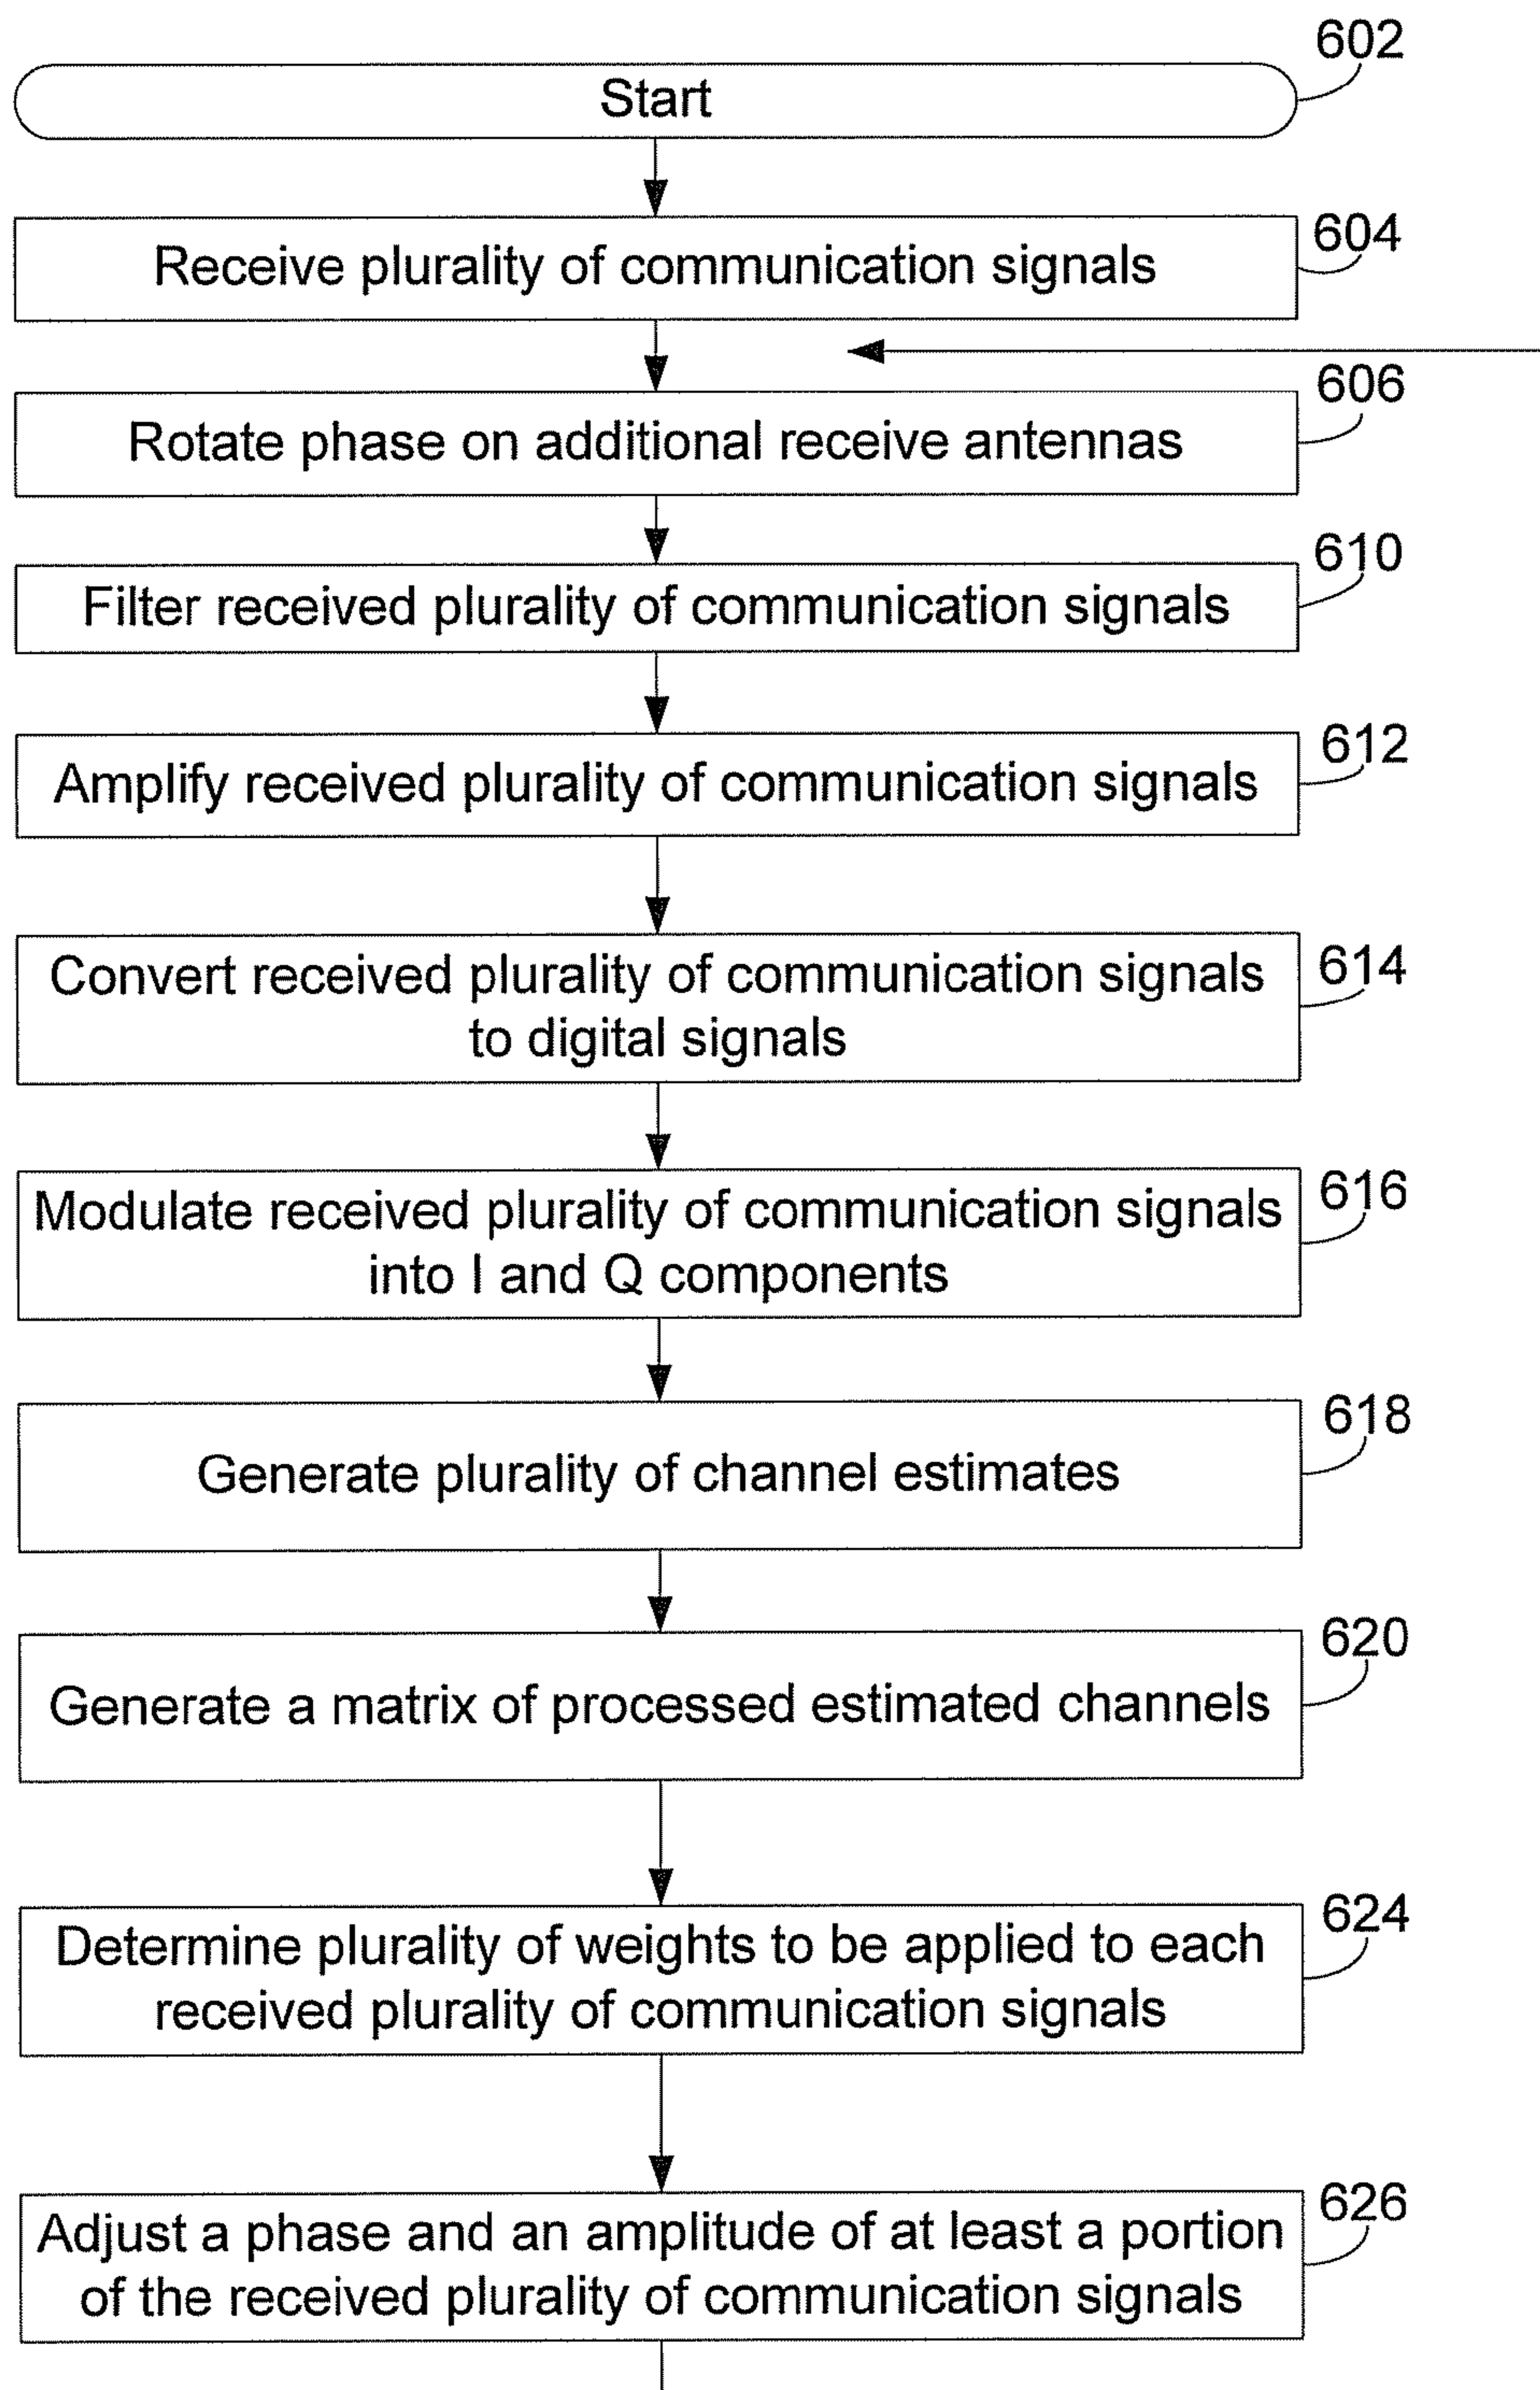 602
Start
604
Receive plurality of communication signals
606
Rotate phase on additional receive antennas
610
Filter received plurality of communication signals
612
Amplify received plurality of communication signals
614
Convert received plurality of communication signals
to digital signals
616
Modulate received plurality of communication signals
into I and Q components
618
Generate plurality of channel estimates
620
Generate a matrix of processed estimated channels
624
Determine plurality of weights to be applied to each
received plurality of communication signals
626
Adjust a phase and an amplitude of at least a portion
of the received plurality of communication signals